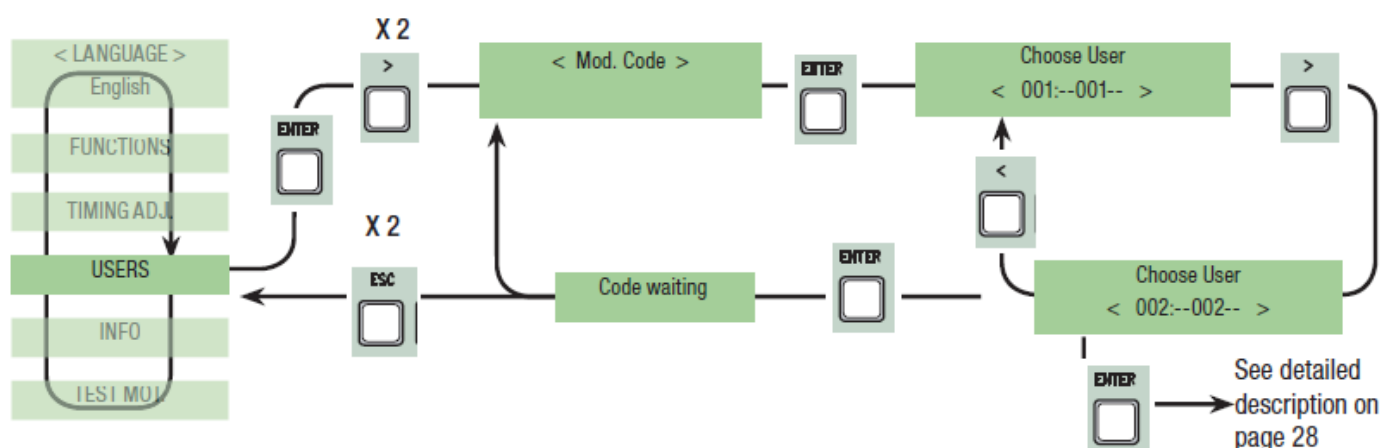 X 2
< LANGUAGE >
English
FUNCTIONS
TIMING ADJ.
USERS
INFO
TEST MOT.
ENTER
>
< Mod. Code >
ENTER
Choose User
< 001:--001-- >
>
<
X 2
ESC
Code waiting
ENTER
Choose User
< 002:--002-- >
ENTER
See detailed
description on
page 28